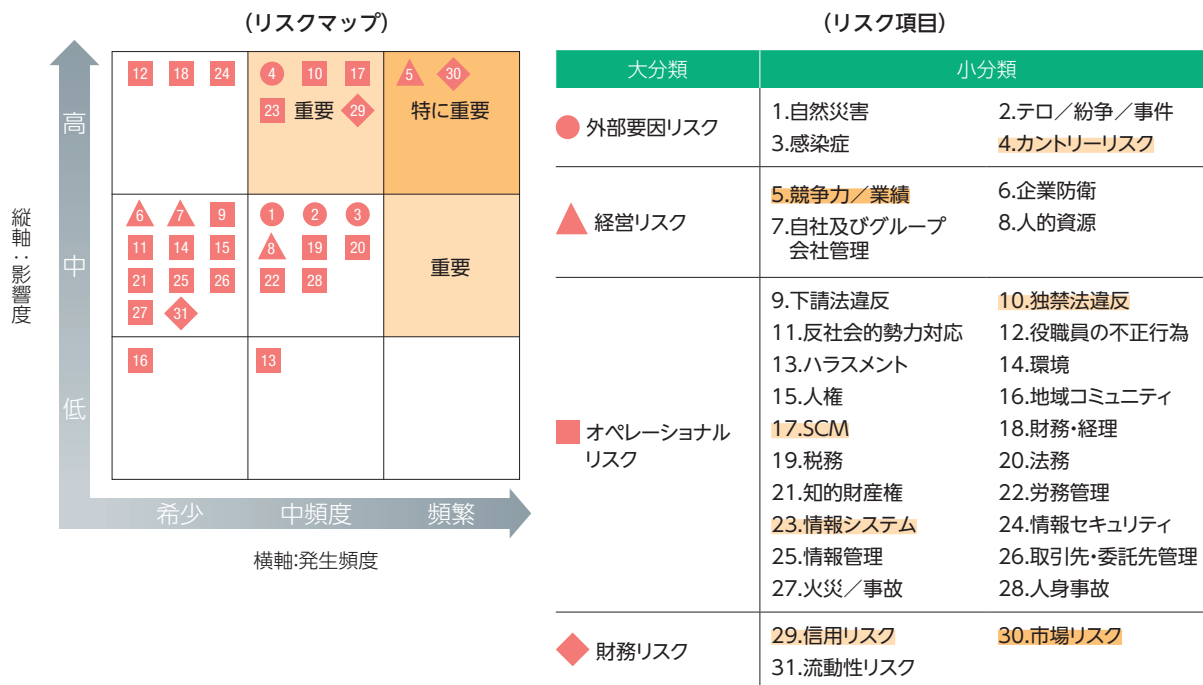 (リスクマップ)
縦軸:影響度
高
中
低
12 18 24
4 10 17
23 重要 29
5 30
特に重要
6 7 9
11 14 15
21 25 26
27 31
1 2 3
8 19 20
22 28
重要
16
13
希少 中頻度 頻繁
横軸:発生頻度
(リスク項目)
大分類 小分類
外部要因リスク
1.自然災害 2.テロ/紛争/事件
3.感染症 4.カントリーリスク
経営リスク
5.競争力/業績 6.企業防衛
7.自社及びグループ 8.人的資源
会社管理
オペレーショナル
リスク
9.下請法違反 10.独禁法違反
11.反社会的勢力対応 12.役職員の不正行為
13.ハラスメント 14.環境
15.人権 16.地域コミュニティ
17.SCM 18.財務・経理
19.税務 20.法務
21.知的財産権 22.労務管理
23.情報システム 24.情報セキュリティ
25.情報管理 26.取引先・委託先管理
27.火災/事故 28.人身事故
財務リスク
29.信用リスク 30.市場リスク
31.流動性リスク